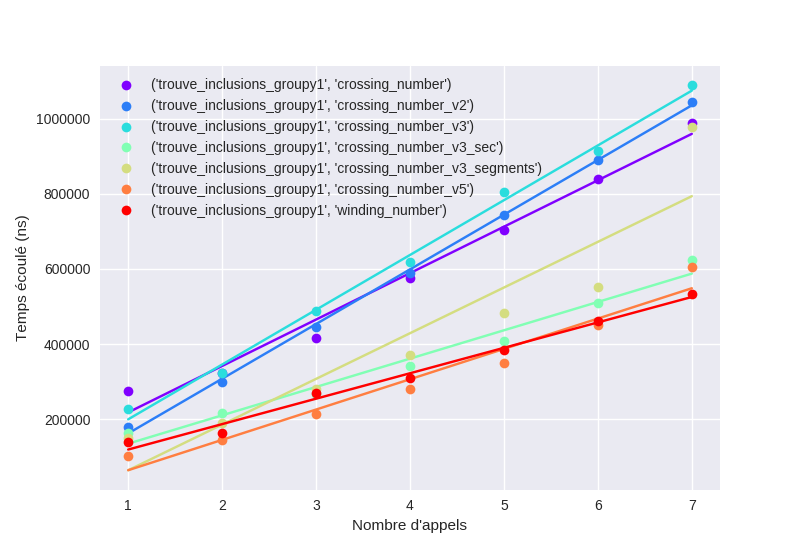 ('trouve_inclusions_groupy1', 'crossing_number')
('trouve_inclusions_groupy1', 'crossing_number_v2')
('trouve_inclusions_groupy1', 'crossing_number_v3')
('trouve_inclusions_groupy1', 'crossing_number_v3_sec')
('trouve_inclusions_groupy1', 'crossing_number_v3_segments')
('trouve_inclusions_groupy1', 'crossing_number_v5')
('trouve_inclusions_groupy1', 'winding_number')
1000000
800000
600000
400000
200000
Temps écoulé (ns)
1 2 3 4 5 6 7
Nombre d'appels